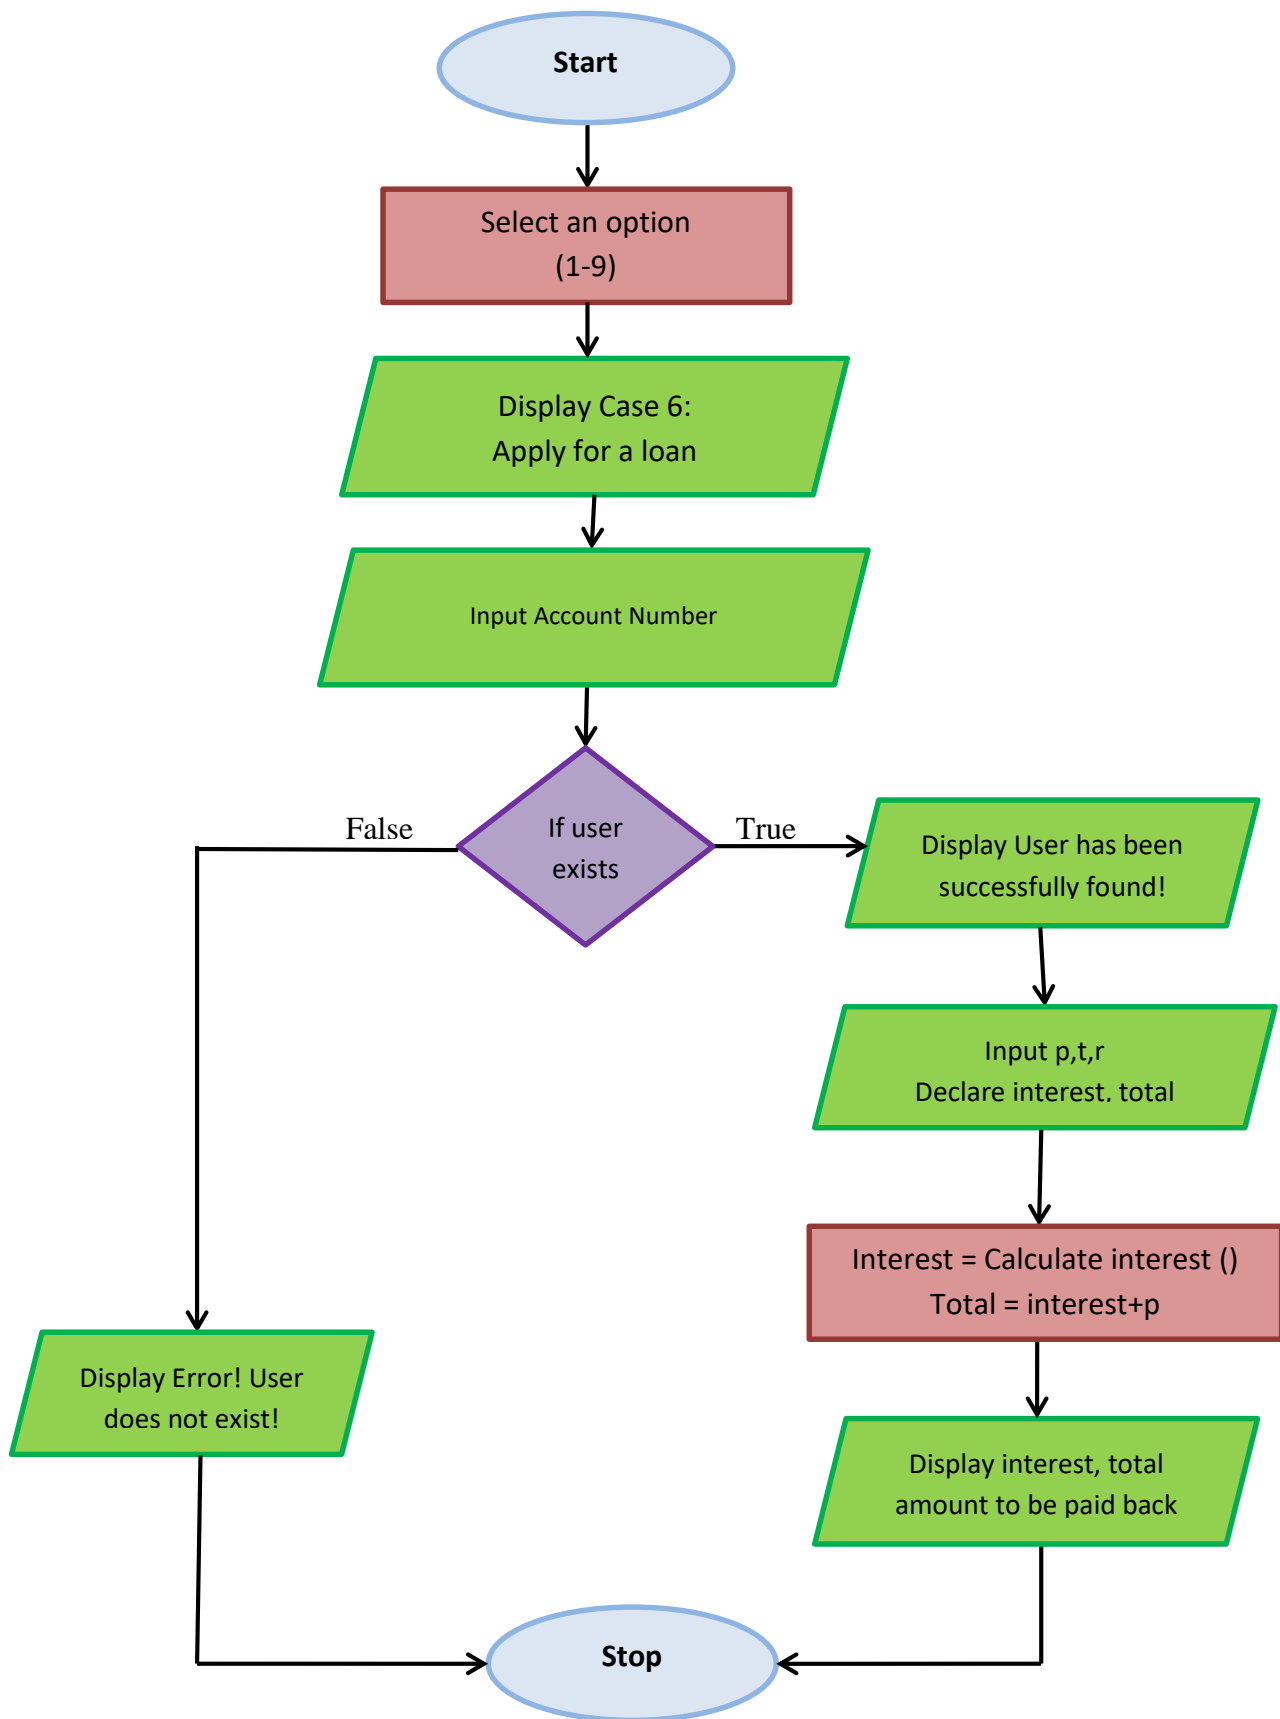 Start
Select an option
(1-9)
Display Case 6:
Apply for a loan
Input Account Number
If user
exists
False
True
Display User has been
successfully found!
Input p,t,r
Declare interest, total
Interest = Calculate interest ()
Total = interest+p
Display Error! User
does not exist!
Display interest, total
amount to be paid back
Stop